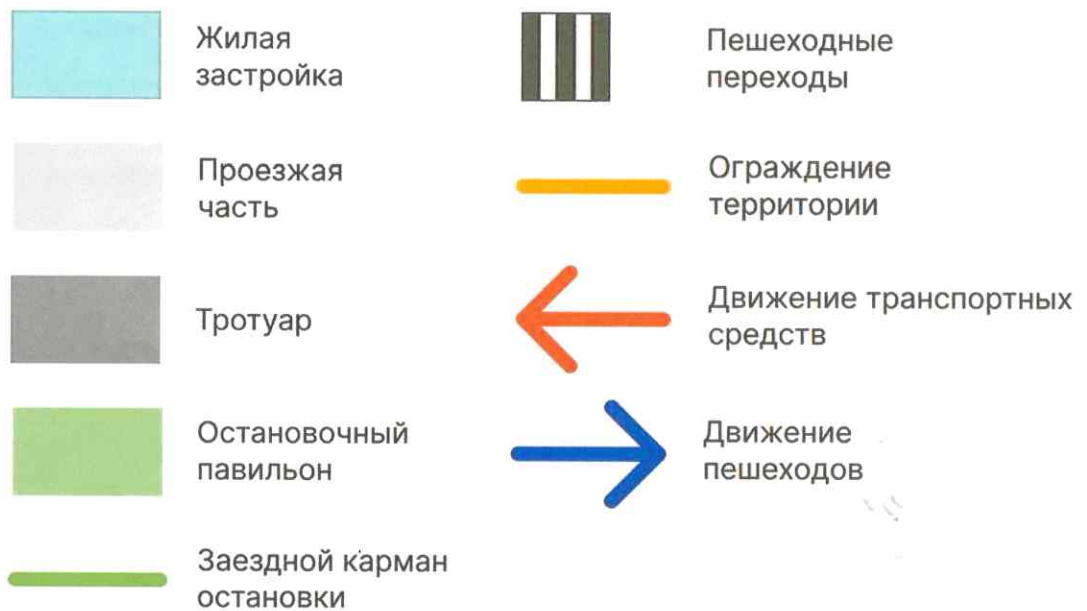 Жилая
застройка
Проезжая
часть
Тротуар
Остановочный
павильон
Заездной карман
остановки
Пешеходные
переходы
Ограждение
территории
Движение транспортных
средств
Движение
пешеходов